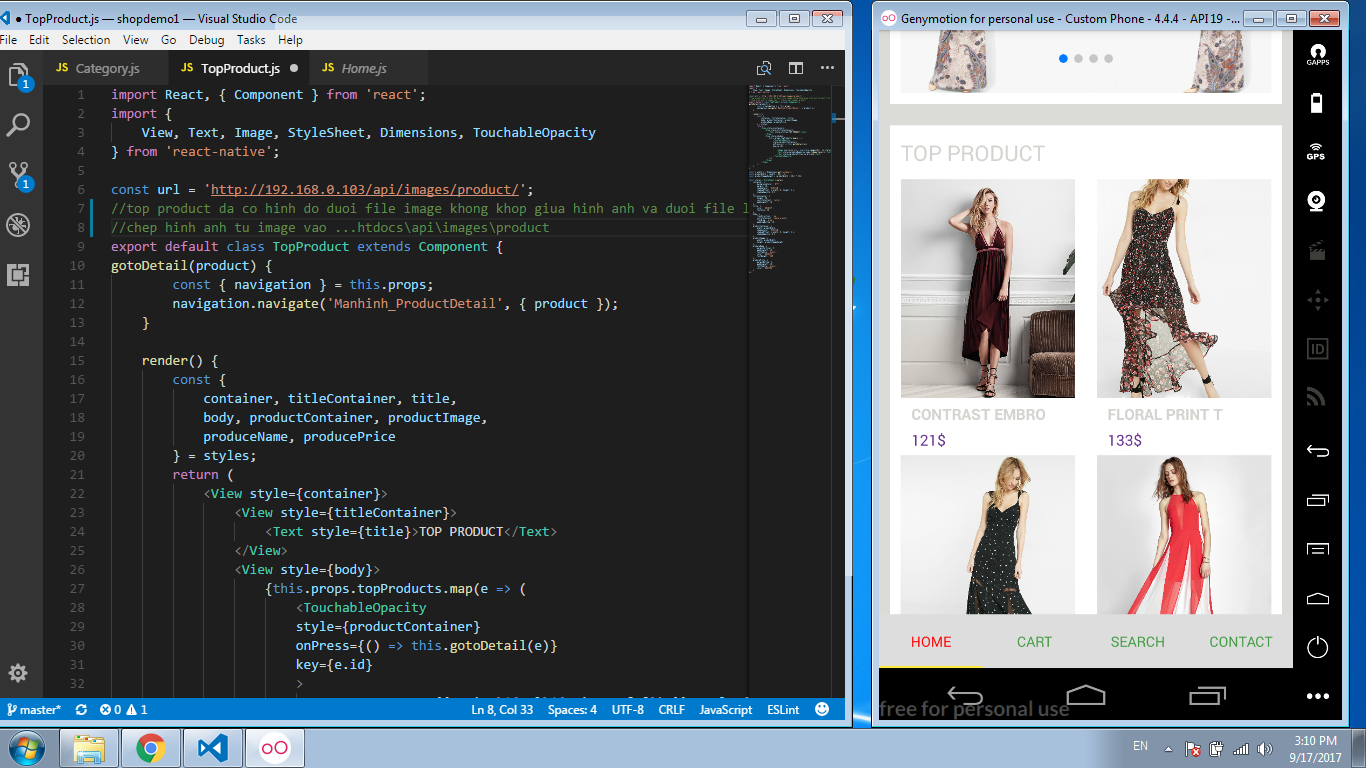 ● TopProduct.js — shopdemo1 — Visual Studio Code
File Edit Selection View Go Debug Tasks Help
JS Category.js JS TopProduct.js ● JS Home.js
1
1
1 import React, { Component } from 'react';
2 import {
3 View, Text, Image, StyleSheet, Dimensions, TouchableOpacity
4 } from 'react-native';
5
6 const url = 'http://192.168.0.103/api/images/product/';
7 //top product da co hinh do duoi file image khong khop giua hinh anh va duoi file l
8 //chep hinh anh tu image vao ...htdocs\api\images\product
9 export default class TopProduct extends Component {
10 gotoDetail(product) {
11 const { navigation } = this.props;
12 navigation.navigate('Manhinh_ProductDetail', { product });
13 }
14
15 render() {
16 const {
17 container, titleContainer, title,
18 body, productContainer, productImage,
19 produceName, producePrice
20 } = styles;
21 return (
22 <View style={container}>
23 <View style={titleContainer}>
24 <Text style={title}>TOP PRODUCT</Text>
25 </View>
26 <View style={body}>
27 {this.props.topProducts.map(e => (
28 <TouchableOpacity
29 style={productContainer}
30 onPress={() => this.gotoDetail(e)}
31 key={e.id}
32 >
master* 0 1 Ln 8, Col 33 Spaces: 4 UTF-8 CRLF JavaScript ESLint
Genymotion for personal use - Custom Phone - 4.4.4 - API 19 - ...
TOP PRODUCT
CONTRAST EMBRO FLORAL PRINT T
121$ 133$
HOME CART SEARCH CONTACT
free for personal use
GAPPS
GPS
ID
EN 3:10 PM
9/17/2017